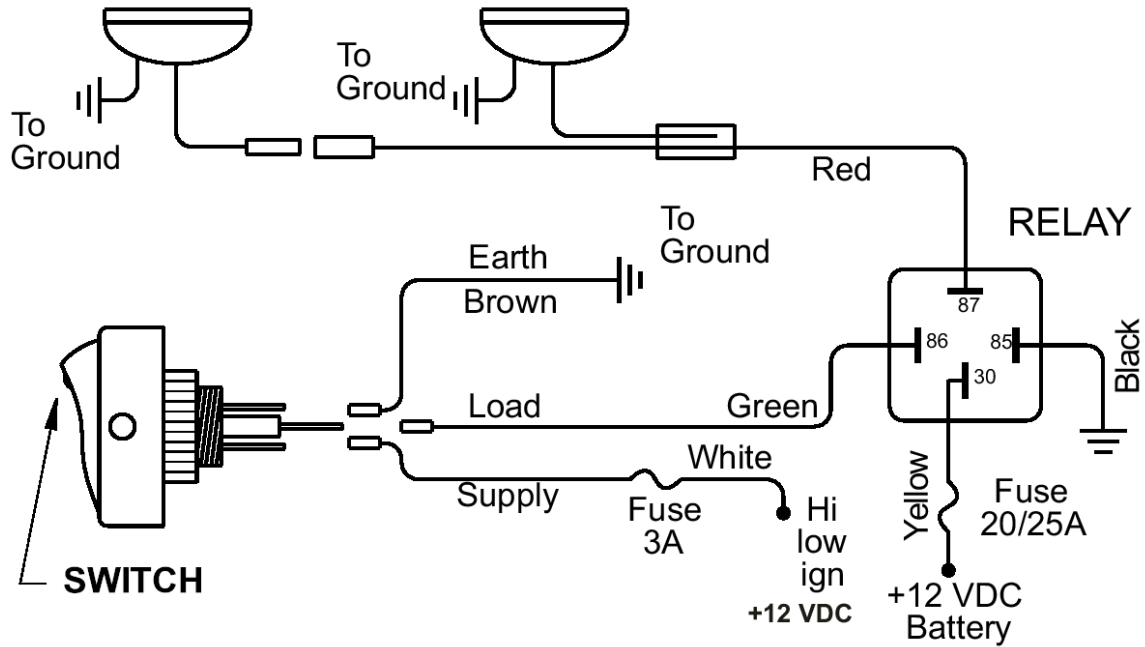 To
Ground
To
Ground
Red
To
Ground
RELAY
Earth
Brown
87
86
85
30
Black
Load
Green
White
Supply
Fuse
3A
Hi
low
ign
+12 VDC
Yellow
Fuse
20/25A
+12 VDC
Battery
SWITCH